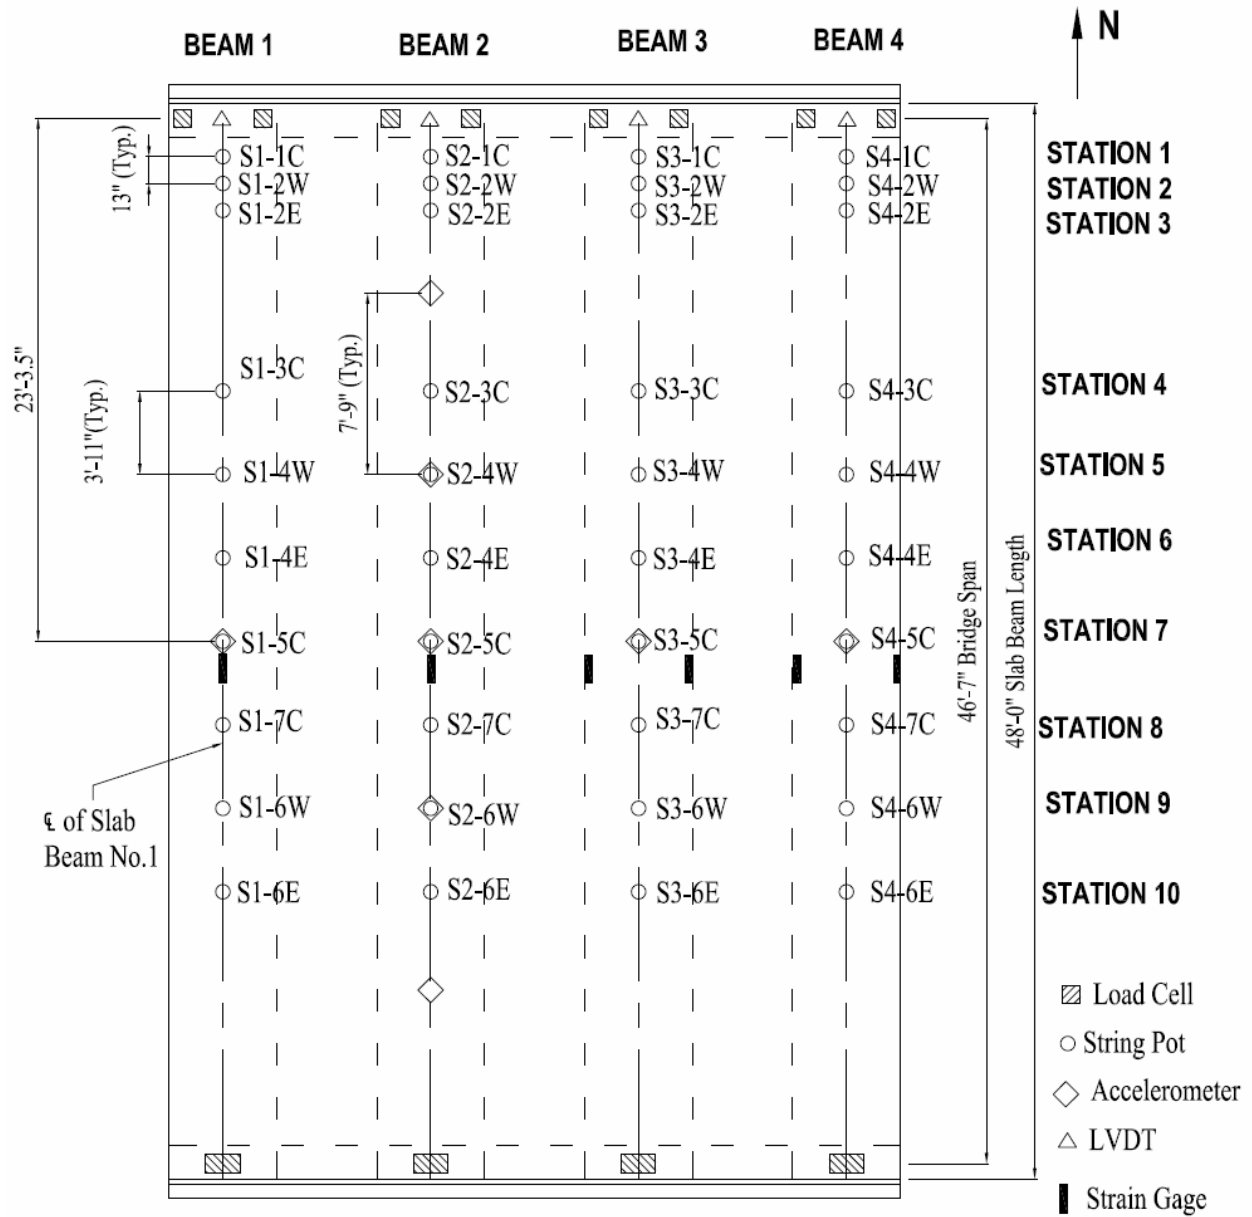 BEAM 1 BEAM 2 BEAM 3 BEAM 4 N
S1-1C S2-1C S3-1C S4-1C STATION 1
13" (Typ.)
S1-2W S2-2W S3-2W S4-2W STATION 2
S1-2E S2-2E S3-2E S4-2E STATION 3
23'-3.5"
7'-9" (Typ.)
S1-3C S2-3C S3-3C S4-3C STATION 4
3'-11"(Typ.)
S1-4W S2-4W S3-4W S4-4W STATION 5
S1-4E S2-4E S3-4E S4-4E STATION 6
S1-5C S2-5C S3-5C S4-5C STATION 7
46'-7" Bridge Span
48'-0" Slab Beam Length
S1-7C S2-7C S3-7C S4-7C STATION 8
S1-6W S2-6W S3-6W S4-6W STATION 9
℄ of Slab
Beam No.1
S1-6E S2-6E S3-6E S4-6E STATION 10
Load Cell
String Pot
Accelerometer
LVDT
Strain Gage